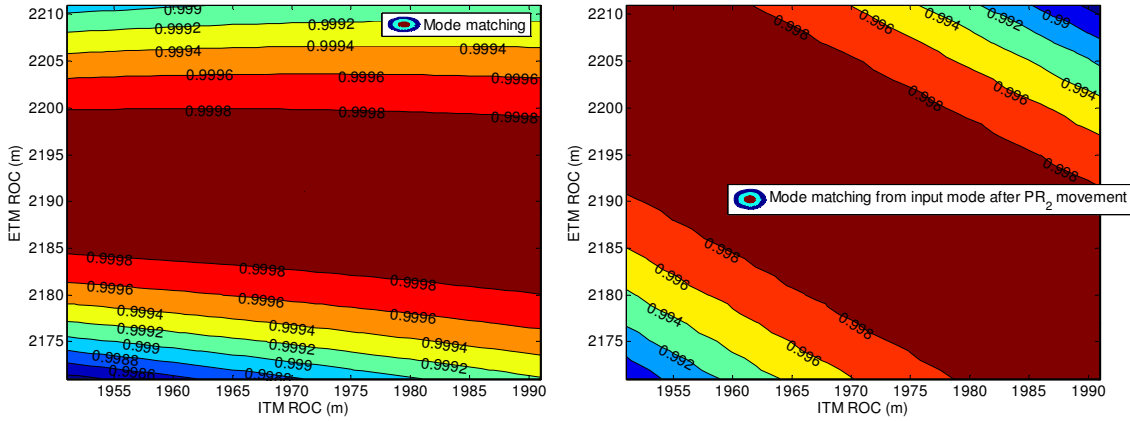 2210
2205
2200
2195
2190
2185
2180
2175
ETM ROC (m)
1955 1960 1965 1970 1975 1980 1985 1990
ITM ROC (m)
Mode matching
0.999
0.9992 0.9992
0.9994 0.9994 0.9994
0.9996 0.9996 0.9996
0.9998 0.9998 0.9998
0.9998 0.9998 0.9998
0.9996 0.9996 0.9996
0.9994 0.9994 0.9994
0.9992 0.9992 0.9992
0.999 0.999
0.9988
0.9986
2210
2205
2200
2195
2190
2185
2180
2175
ETM ROC (m)
1955 1960 1965 1970 1975 1980 1985 1990
ITM ROC (m)
Mode matching from input mode after PR₂ movement
0.99
0.992
0.994
0.996 0.996
0.998 0.998 0.998
0.998 0.998
0.996 0.996
0.994
0.992